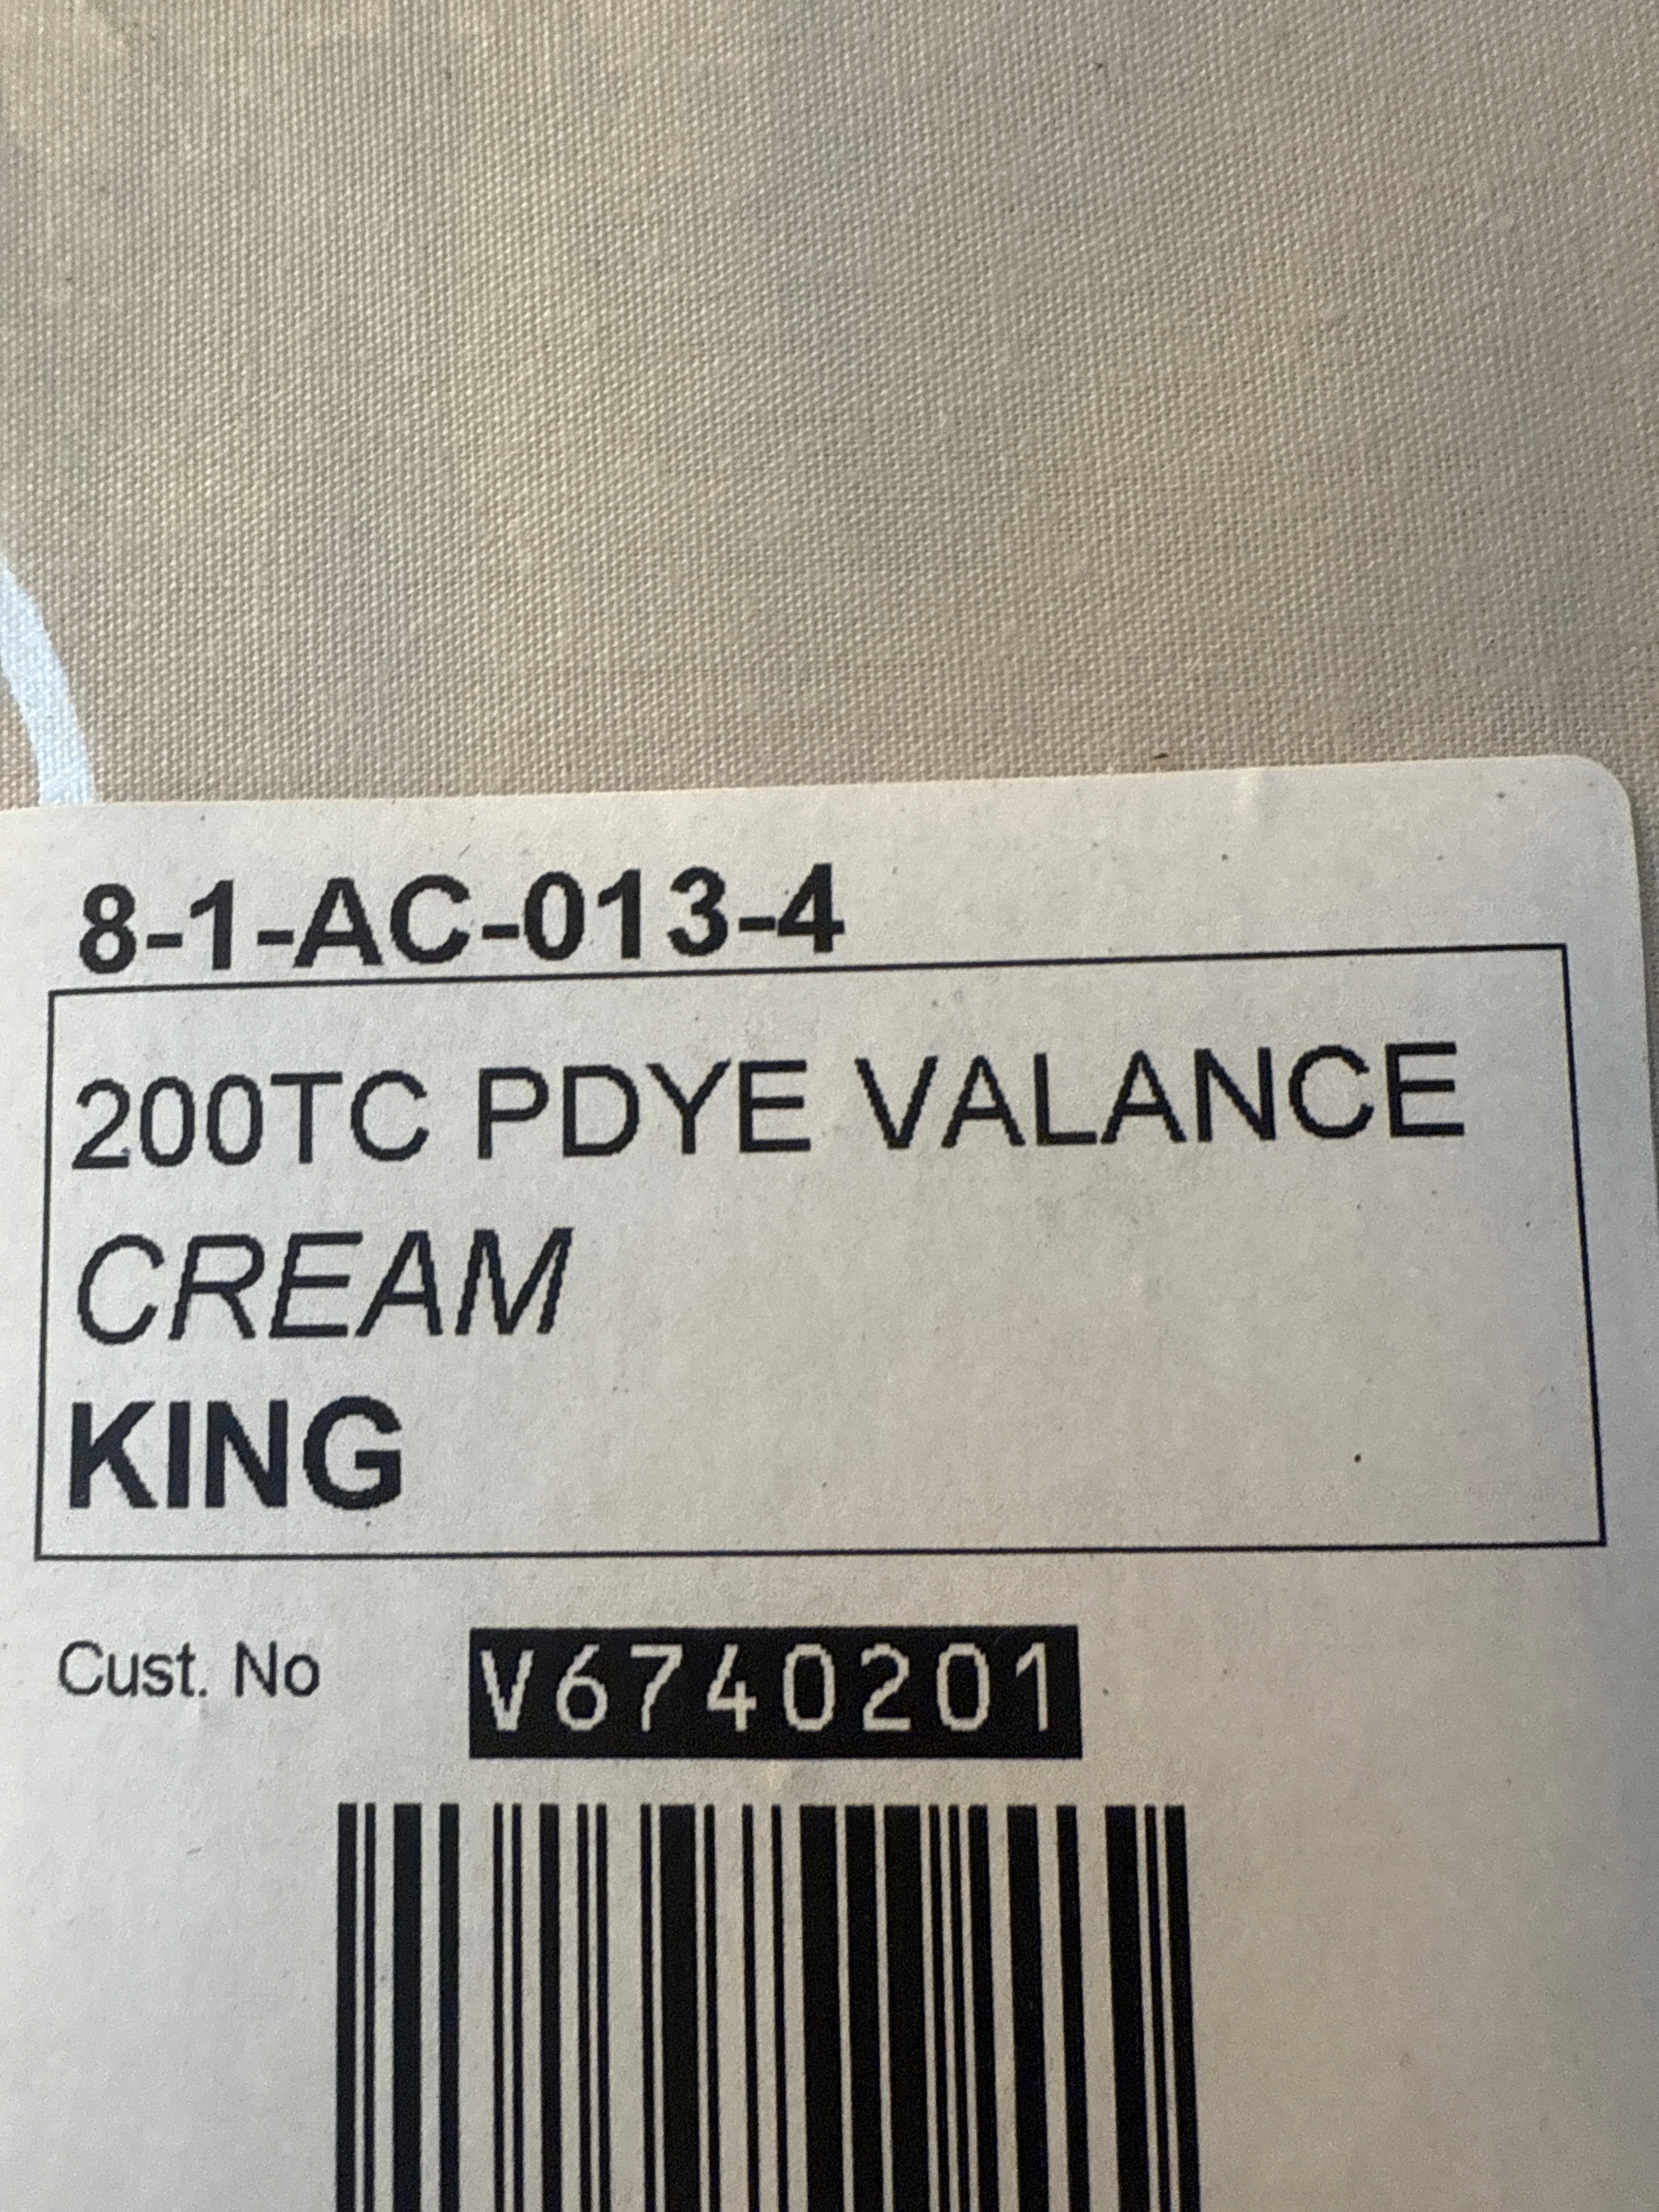 8-1-AC-013-4
200TC PDYE VALANCE
CREAM
KING
Cust. No V6740201